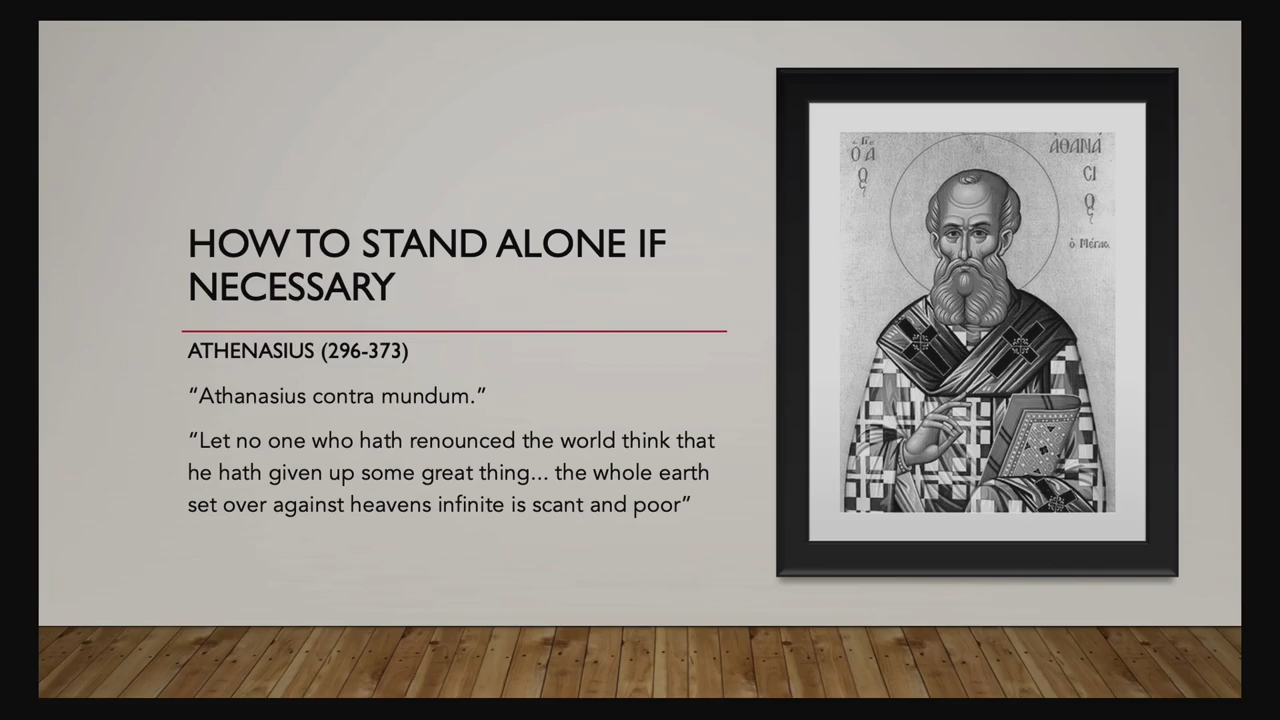 HOW TO STAND ALONE IF
NECESSARY
ATHENASIUS (296-373)
“Athanasius contra mundum.”
“Let no one who hath renounced the world think that
he hath given up some great thing... the whole earth
set over against heavens infinite is scant and poor”
ΑΘΑΝΑ
CΙ
ὁ Μέγας